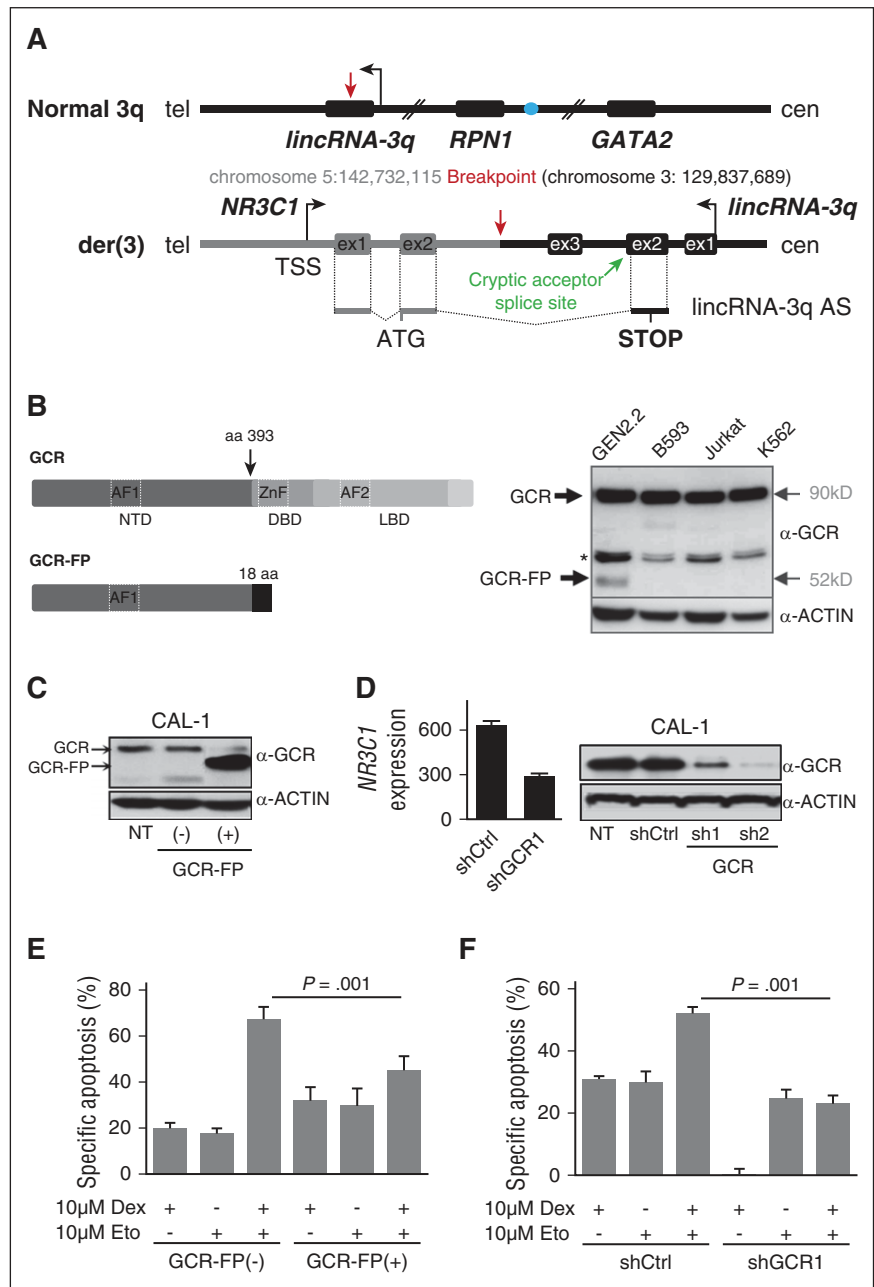 A
Normal 3q tel cen
lincRNA-3q RPN1 GATA2
chromosome 5:142,732,115 Breakpoint (chromosome 3: 129,837,689)
NR3C1 lincRNA-3q
der(3) tel ex1 ex2 ex3 ex2 ex1 cen
TSS
Cryptic acceptor
splice site
lincRNA-3q AS
ATG STOP
B
aa 393
GCR
AF1 ZnF AF2
NTD DBD LBD
GCR-FP
18 aa
AF1
GEN2.2 B593 Jurkat K562
GCR 90kD
α-GCR
*
GCR-FP 52kD
α-ACTIN
C
CAL-1
GCR
GCR-FP
α-GCR
α-ACTIN
NT (-) (+)
GCR-FP
D
NR3C1
expression
600
300
0
shCtrl shGCR1
CAL-1
α-GCR
α-ACTIN
NT shCtrl sh1 sh2
GCR
E
Specific apoptosis (%)
80
60
40
20
0
P = .001
10µM Dex + - + + - +
10µM Eto - + + - + +
GCR-FP(-) GCR-FP(+)
F
Specific apoptosis (%)
60
40
20
0
P = .001
10µM Dex + - + + - +
10µM Eto - + + - + +
shCtrl shGCR1